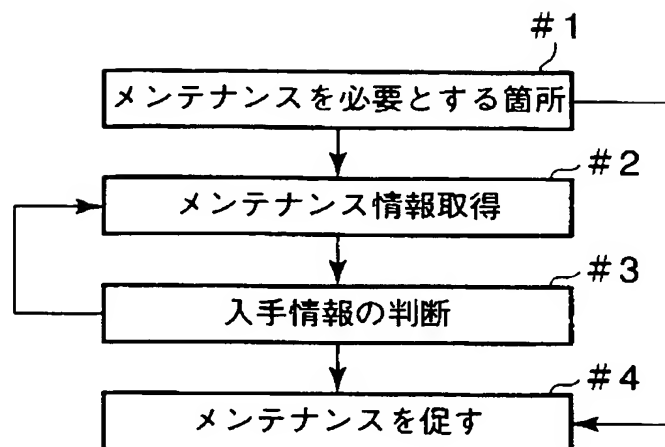 #1
メンテナンスを必要とする箇所
#2
メンテナンス情報取得
#3
入手情報の判断
#4
メンテナンスを促す